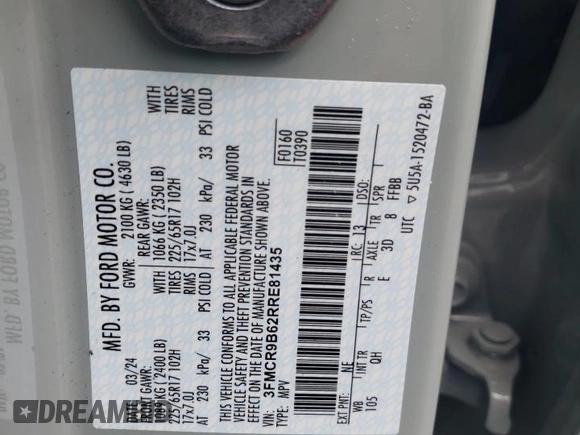 MFD. BY FORD MOTOR CO.
03/24
GVWR: 2100 KG ( 4630 LB)
FRONT GAWR: KG ( 2400 LB)
225/65R17 102H
17x7.0J
AT 230 kPa/ 33 PSI COLD
REAR GAWR: 1066 KG ( 2350 LB)
225/65R17 102H
17x7.0J
AT 230 kPa/ 33 PSI COLD
WITH
TIRES
RIMS
THIS VEHICLE CONFORMS TO ALL APPLICABLE FEDERAL MOTOR
VEHICLE SAFETY AND THEFT PREVENTION STANDARDS IN
EFFECT ON THE DATE OF MANUFACTURE SHOWN ABOVE.
VIN: 3FMCR9B62RRE81435
TYPE: MPV
F0160
T0390
EXT PNT: NE RC: 13 DSO:
WB INT TR TP/PS R AXLE TR SPR
105 QH E E 3D 8 FFBB
UTC ▽ 5U5A-1520472-BA
DREAM